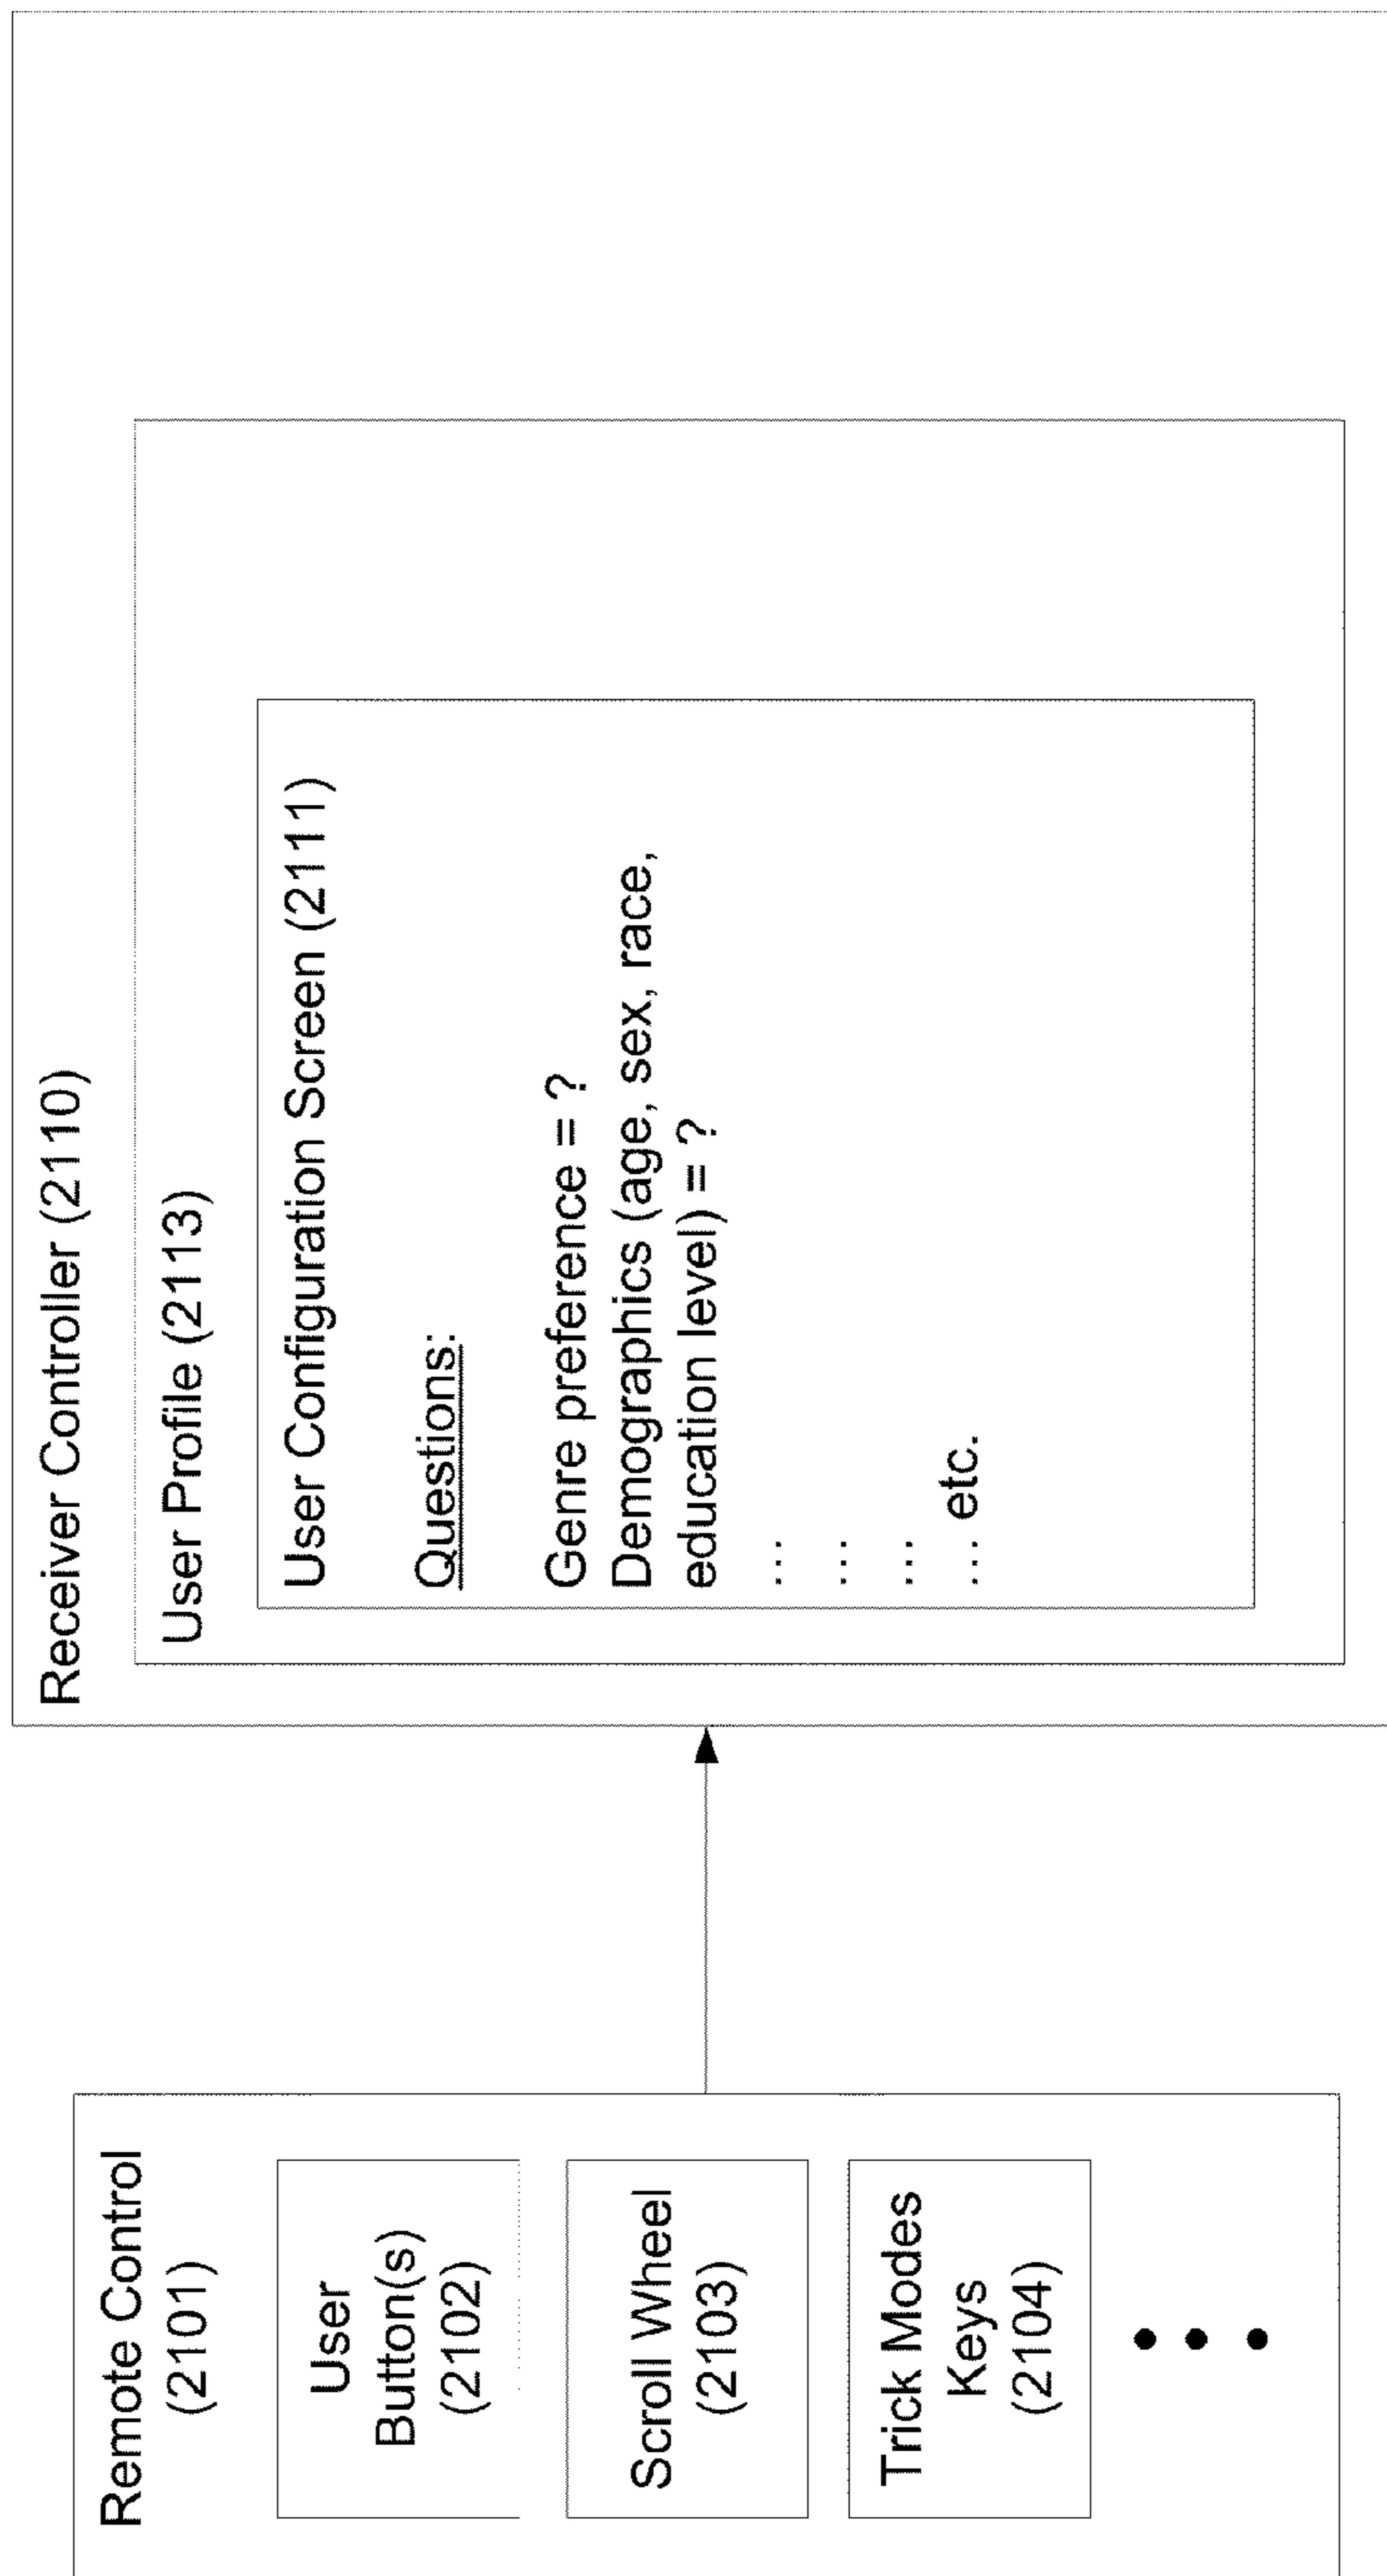 Remote Control
(2101)
User
Button(s)
(2102)
Scroll Wheel
(2103)
Trick Modes
Keys
(2104)
Receiver Controller (2110)
User Profile (2113)
User Configuration Screen (2111)
Questions:
Genre preference = ?
Demographics (age, sex, race,
education level) = ?
...
...
...
... etc.